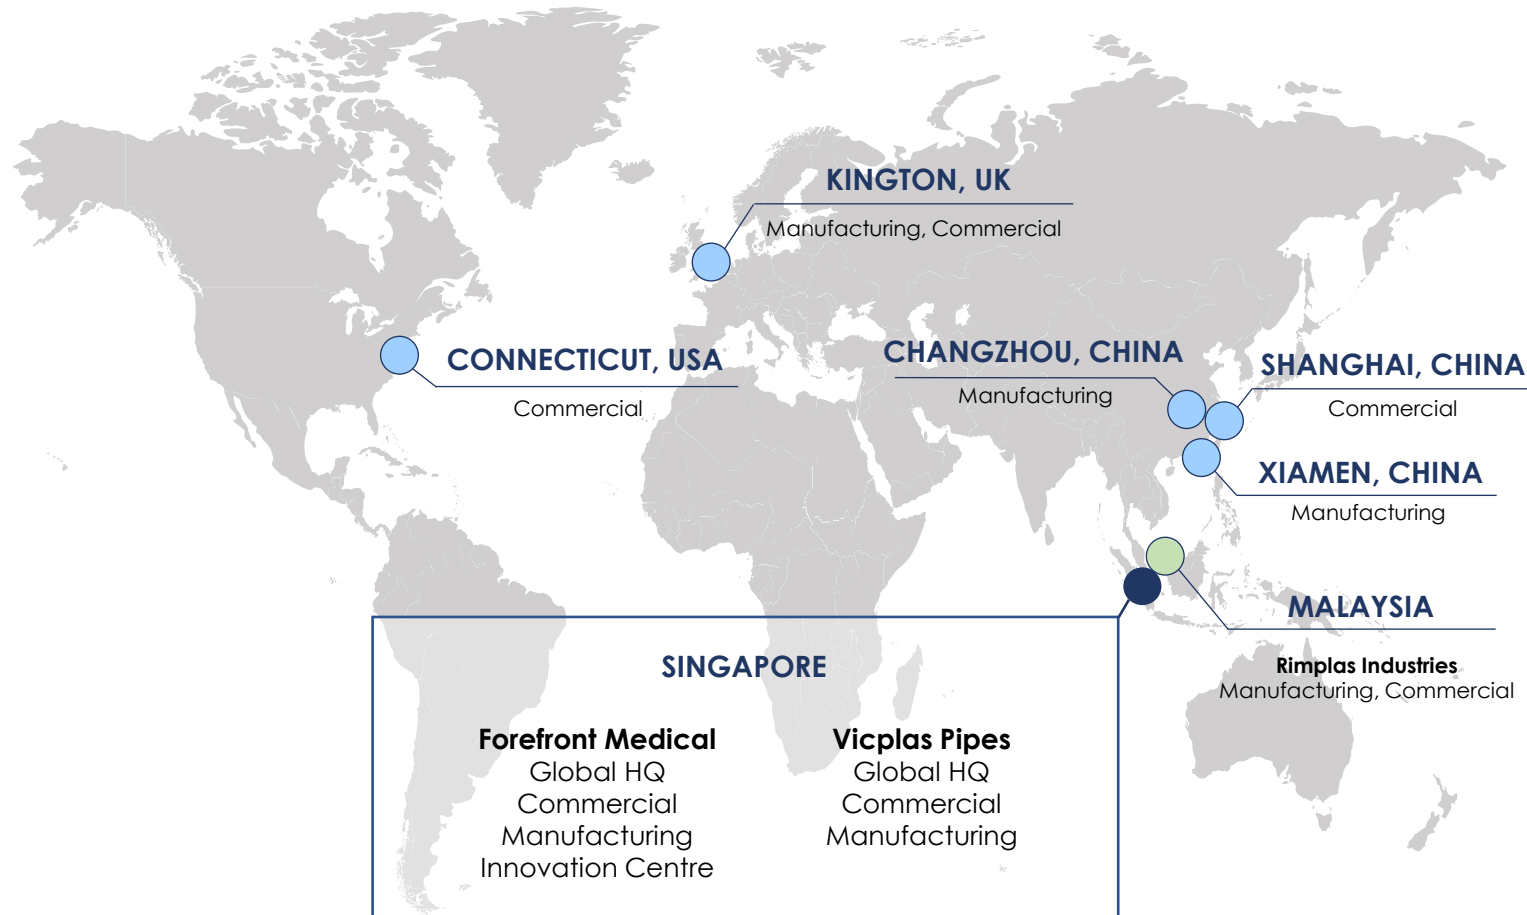 KINGTON, UK
Manufacturing, Commercial
CONNECTICUT, USA
Commercial
CHANGZHOU, CHINA
Manufacturing
SHANGHAI, CHINA
Commercial
XIAMEN, CHINA
Manufacturing
MALAYSIA
Rimplas Industries
Manufacturing, Commercial
SINGAPORE
Forefront Medical
Global HQ
Commercial
Manufacturing
Innovation Centre
Vicplas Pipes
Global HQ
Commercial
Manufacturing